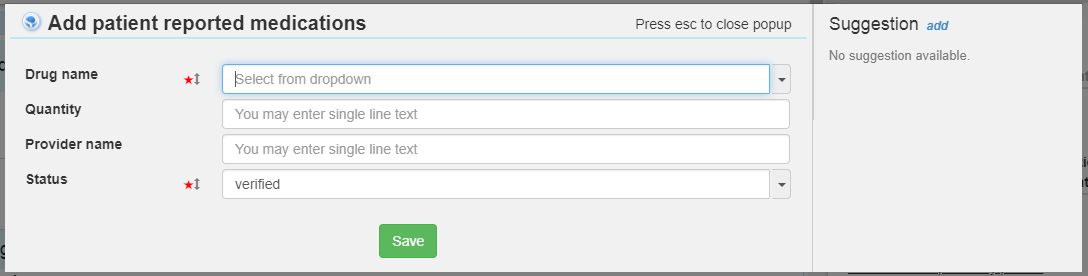 Add patient reported medications
Press esc to close popup
Drug name
Select from dropdown
Quantity
You may enter single line text
Provider name
You may enter single line text
Status
verified
Save
Suggestion add
No suggestion available.